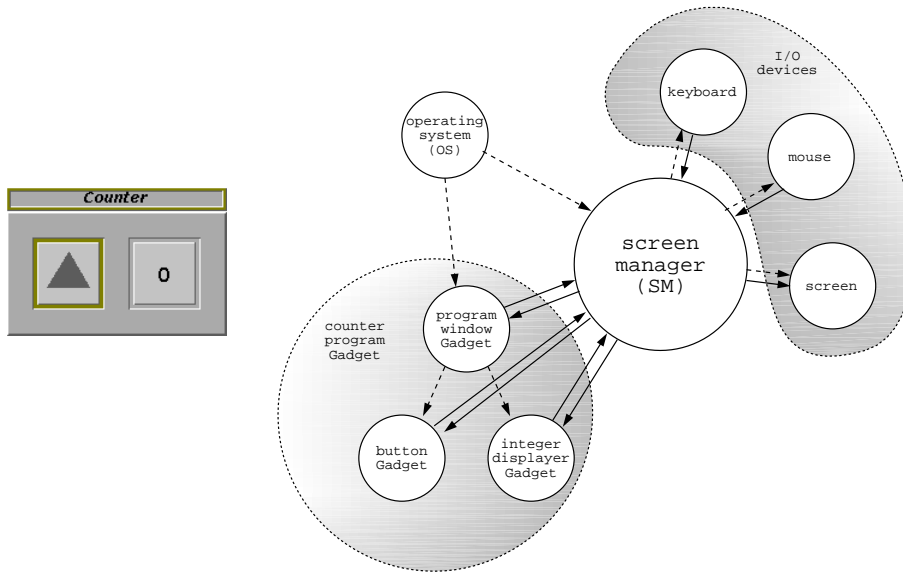 Counter
0
I/O
devices
keyboard
operating
system
(OS)
mouse
screen
manager
(SM)
screen
program
window
Gadget
counter
program
Gadget
button
Gadget
integer
displayer
Gadget